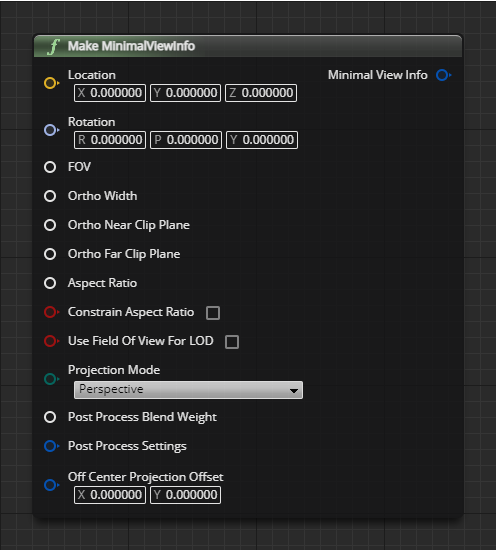 f Make MinimalViewInfo
Location Minimal View Info
X 0.000000 Y 0.000000 Z 0.000000
Rotation
R 0.000000 P 0.000000 Y 0.000000
FOV
Ortho Width
Ortho Near Clip Plane
Ortho Far Clip Plane
Aspect Ratio
Constrain Aspect Ratio
Use Field Of View For LOD
Projection Mode
Perspective
Post Process Blend Weight
Post Process Settings
Off Center Projection Offset
X 0.000000 Y 0.000000